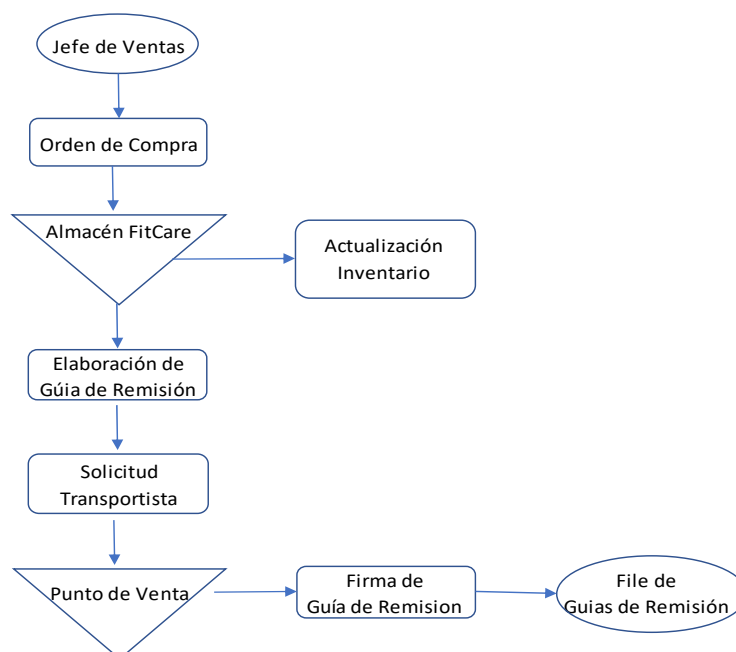 Jefe de Ventas
Orden de Compra
Almacén FitCare
Actualización
Inventario
Elaboración de
Gúia de Remisión
Solicitud
Transportista
Punto de Venta
Firma de
Guía de Remision
File de
Guias de Remisión